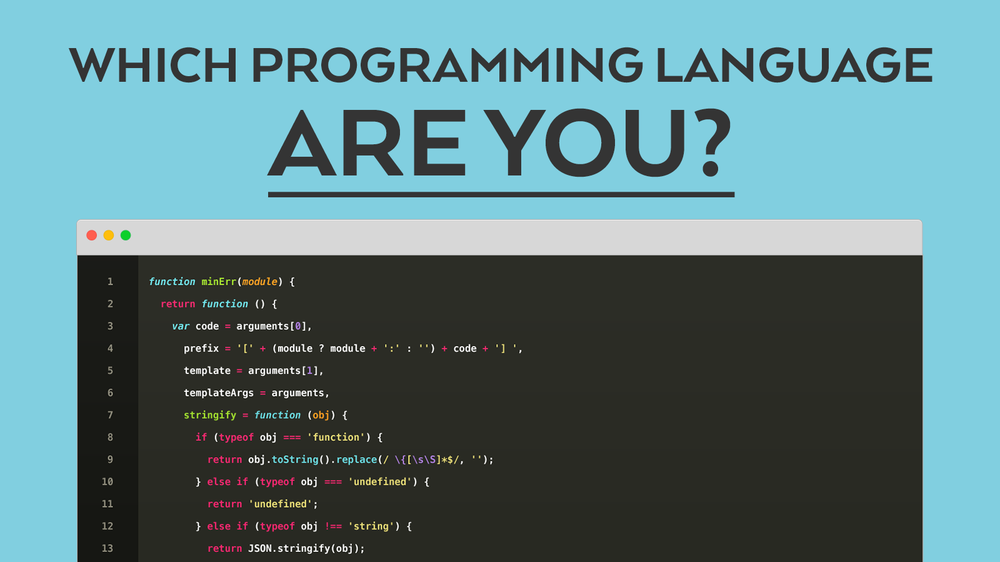 WHICH PROGRAMMING LANGUAGE
ARE YOU?
1 function minErr(module) {
2 return function () {
3 var code = arguments[0],
4 prefix = '[' + (module ? module + ':' : '') + code + '] ',
5 template = arguments[1],
6 templateArgs = arguments,
7 stringify = function (obj) {
8 if (typeof obj === 'function') {
9 return obj.toString().replace(/ \{[\s\S]*$/, '');
10 } else if (typeof obj === 'undefined') {
11 return 'undefined';
12 } else if (typeof obj !== 'string') {
13 return JSON.stringify(obj);